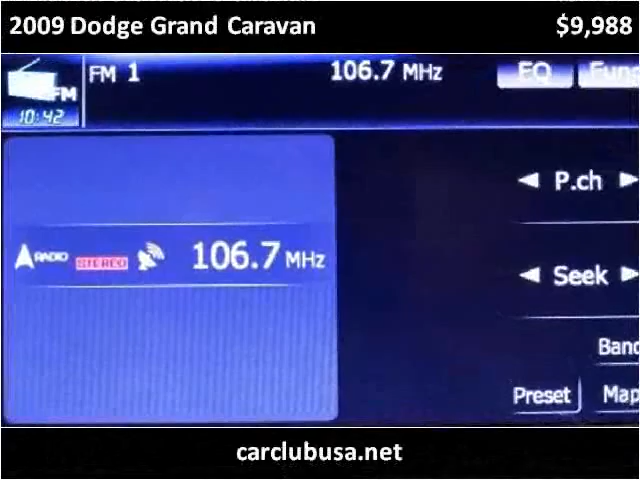 2009 Dodge Grand Caravan $9,988
FM 1 106.7 MHz EQ
FM
10:42
P.ch
RADIO STEREO 106.7 MHz
Seek
Preset Map
carclubusa.net